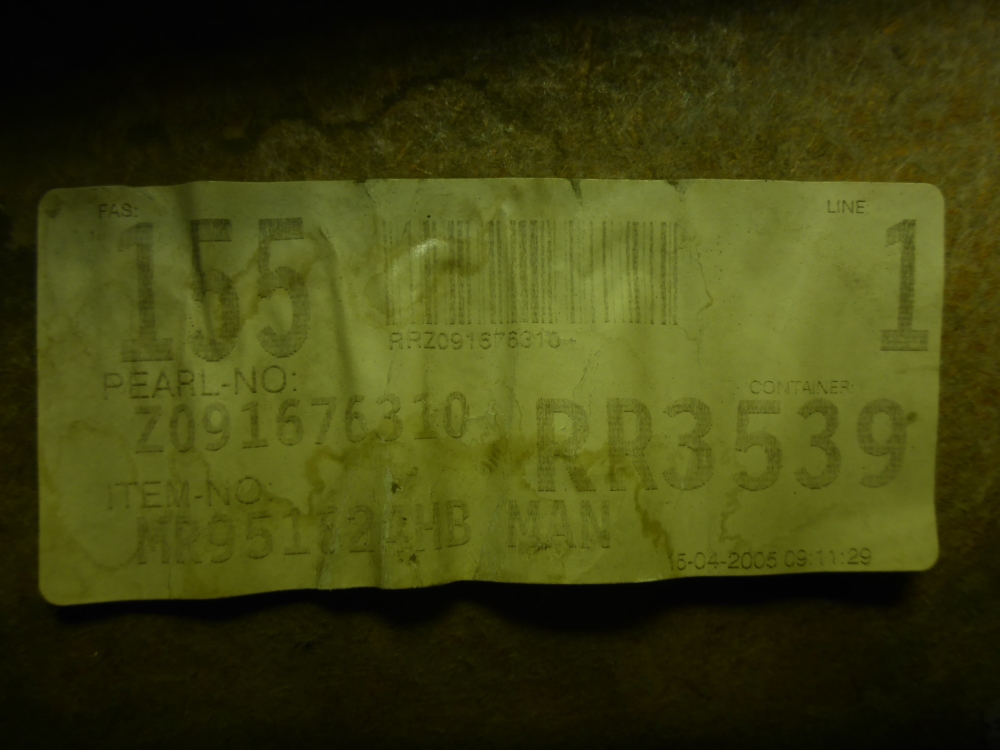 FAS:
LINE
155
1
RRZ091676310
PEARL-NO:
CONTAINER:
Z091676310
RR3539
ITEM-NO:
MAN
15-04-2005 09:11:29